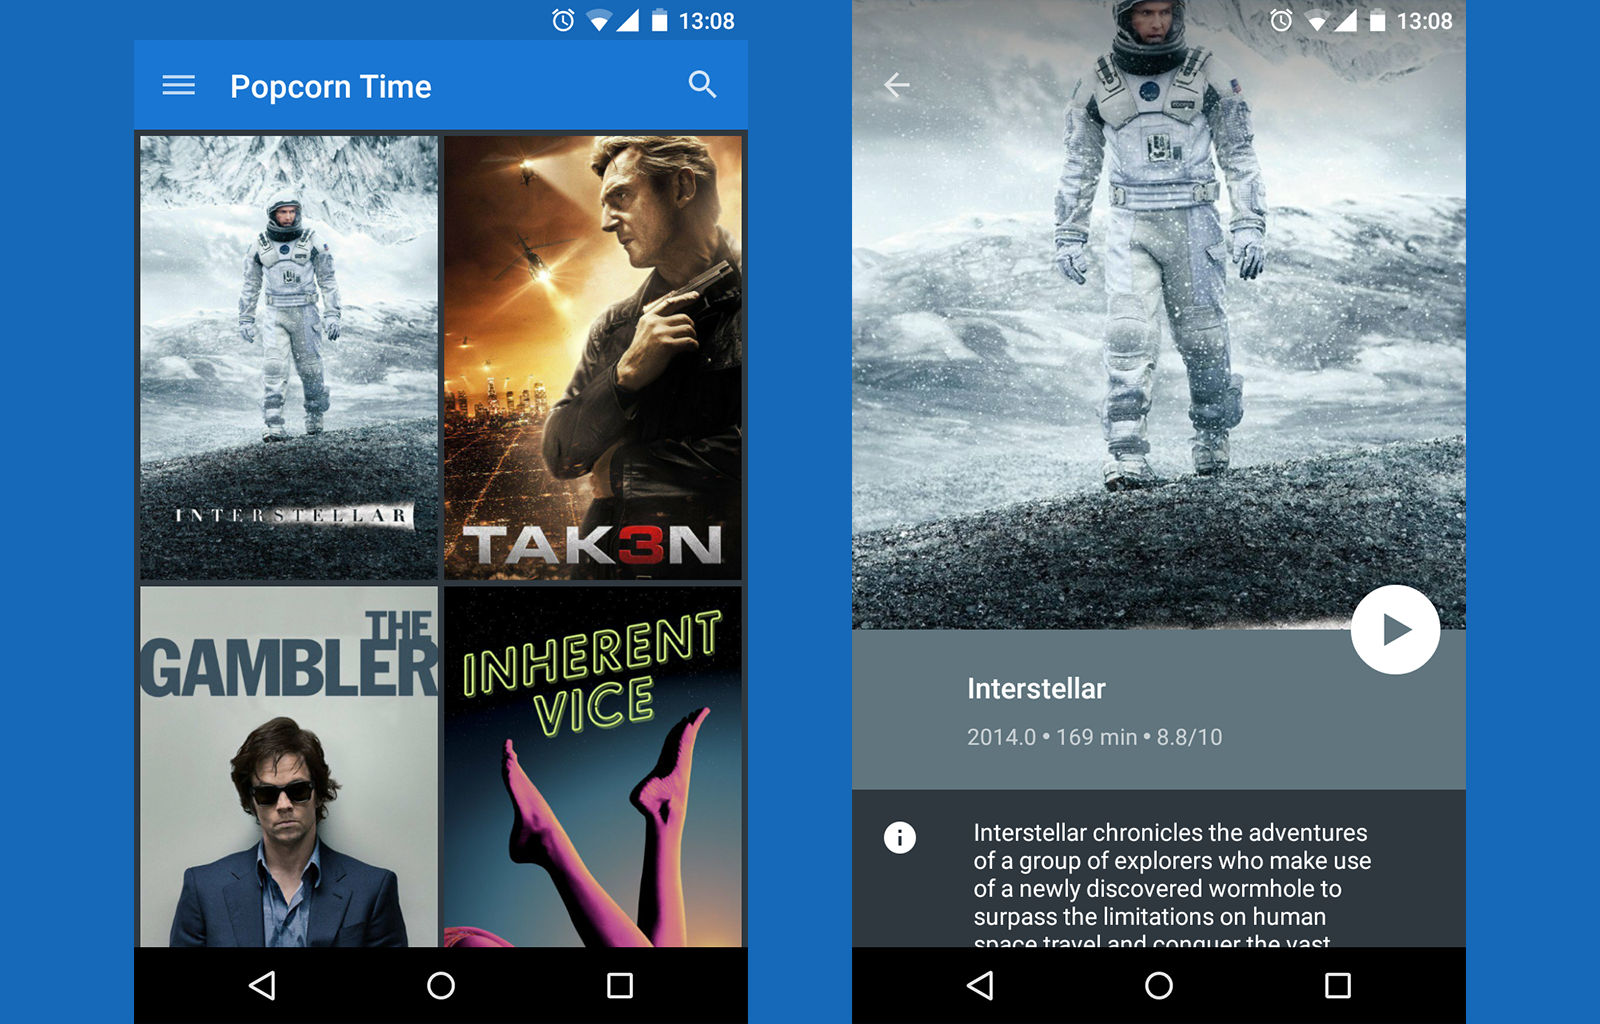 13:08
Popcorn Time
INTERSTELLAR
TAK3N
THE
GAMBLER
INHERENT
VICE
13:08
Interstellar
2014.0 • 169 min • 8.8/10
Interstellar chronicles the adventures
of a group of explorers who make use
of a newly discovered wormhole to
surpass the limitations on human
space travel and conquer the vast